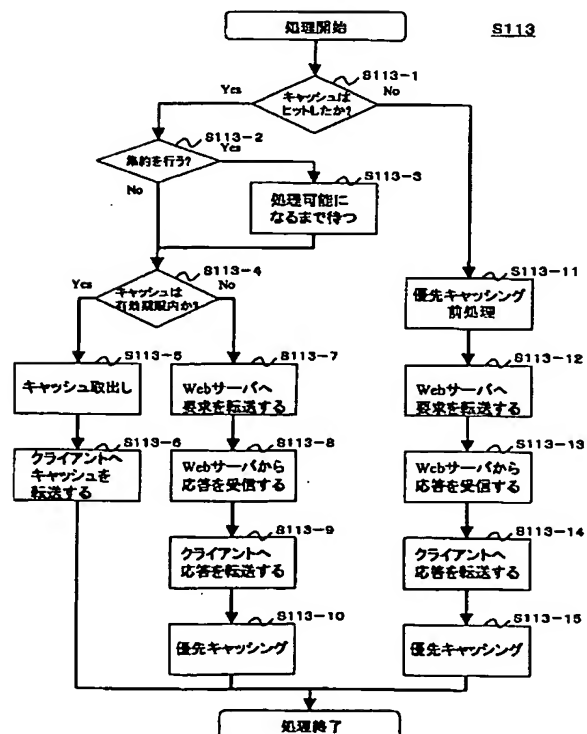 処理開始
S113
S113-1
Yes
キャッシュは
ヒットしたか?
No
S113-2
集約を行う?
Yes
No
S113-3
処理可能に
なるまで待つ
S113-4
Yes
キャッシュは
有効期限内か?
No
S113-11
優先キャッシング
前処理
S113-5
キャッシュ取出し
S113-7
Webサーバへ
要求を転送する
S113-12
Webサーバへ
要求を転送する
S113-6
クライアントへ
キャッシュを
転送する
S113-8
Webサーバから
応答を受信する
S113-13
Webサーバから
応答を受信する
S113-9
クライアントへ
応答を転送する
S113-14
クライアントへ
応答を転送する
S113-10
優先キャッシング
S113-15
優先キャッシング
処理終了